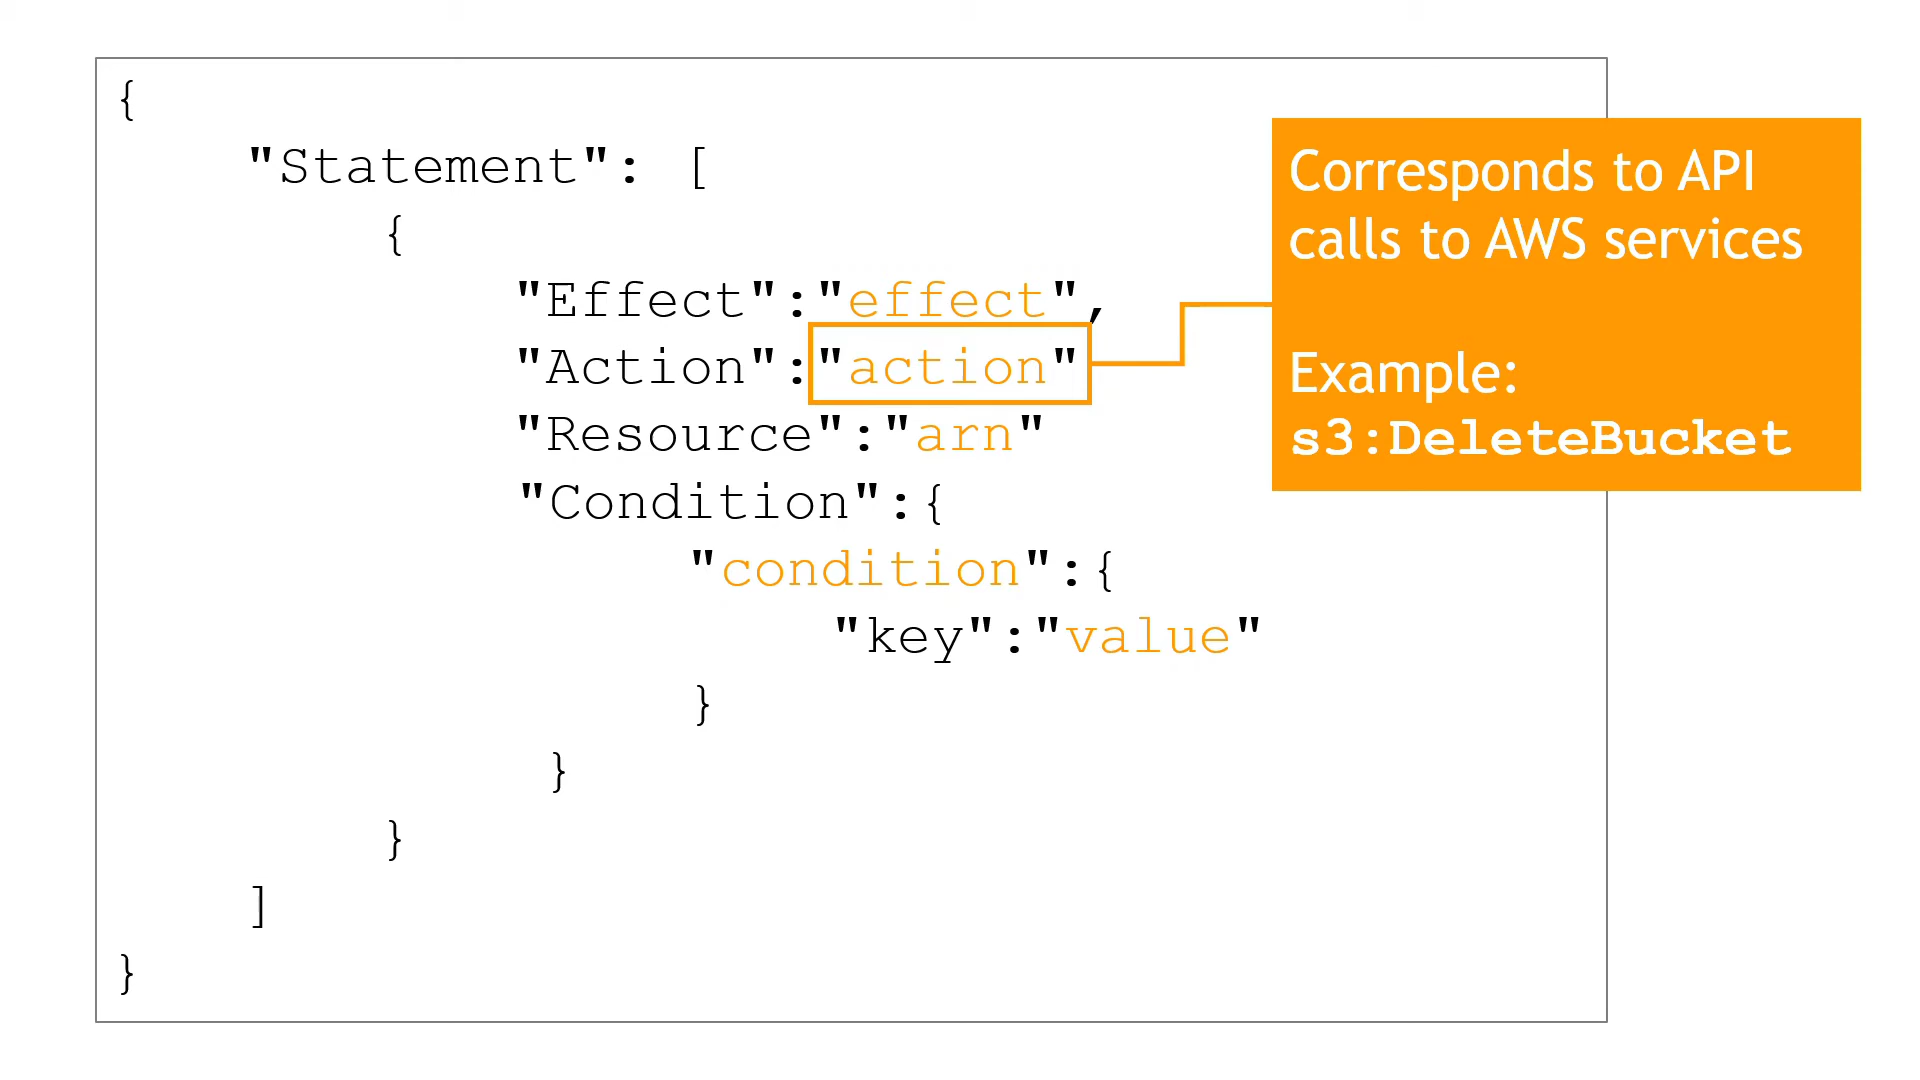 {
"Statement": [
{
"Effect":"effect",
"Action":"action"
"Resource":"arn"
"Condition":{
"condition":{
"key":"value"
}
}
}
]
}
Corresponds to API
calls to AWS services
Example:
s3:DeleteBucket